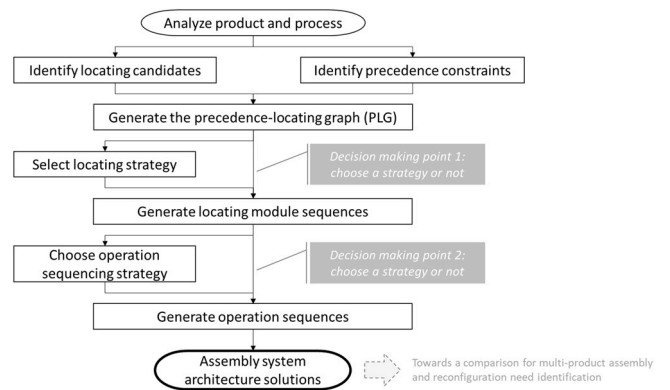 Analyze product and process
Identify locating candidates
Identify precedence constraints
Generate the precedence-locating graph (PLG)
Select locating strategy
Decision making point 1:
choose a strategy or not
Generate locating module sequences
Choose operation
sequencing strategy
Decision making point 2:
choose a strategy or not
Generate operation sequences
Assembly system
architecture solutions
Towards a comparison for multi-product assembly
and reconfiguration need identification